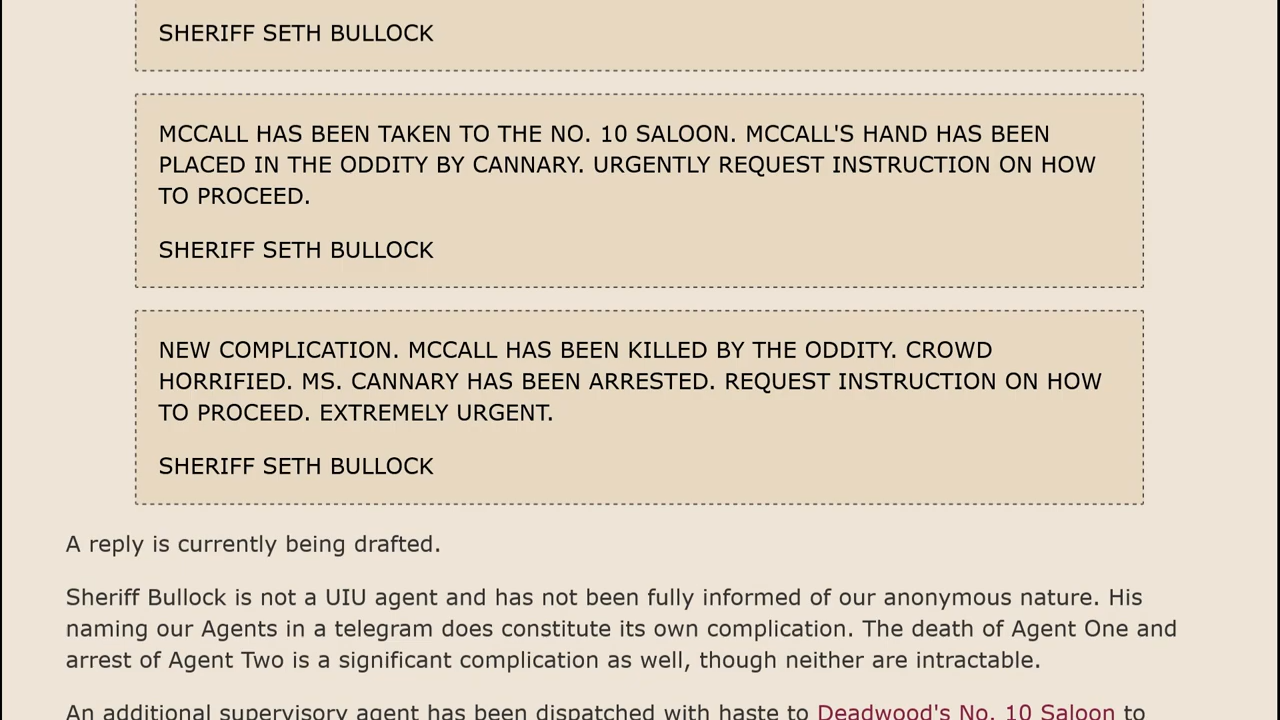 SHERIFF SETH BULLOCK
MCCALL HAS BEEN TAKEN TO THE NO. 10 SALOON. MCCALL'S HAND HAS BEEN
PLACED IN THE ODDITY BY CANNARY. URGENTLY REQUEST INSTRUCTION ON HOW
TO PROCEED.
SHERIFF SETH BULLOCK
NEW COMPLICATION. MCCALL HAS BEEN KILLED BY THE ODDITY. CROWD
HORRIFIED. MS. CANNARY HAS BEEN ARRESTED. REQUEST INSTRUCTION ON HOW
TO PROCEED. EXTREMELY URGENT.
SHERIFF SETH BULLOCK
A reply is currently being drafted.
Sheriff Bullock is not a UIU agent and has not been fully informed of our anonymous nature. His
naming our Agents in a telegram does constitute its own complication. The death of Agent One and
arrest of Agent Two is a significant complication as well, though neither are intractable.
An additional supervisory agent has been dispatched with haste to Deadwood's No. 10 Saloon to